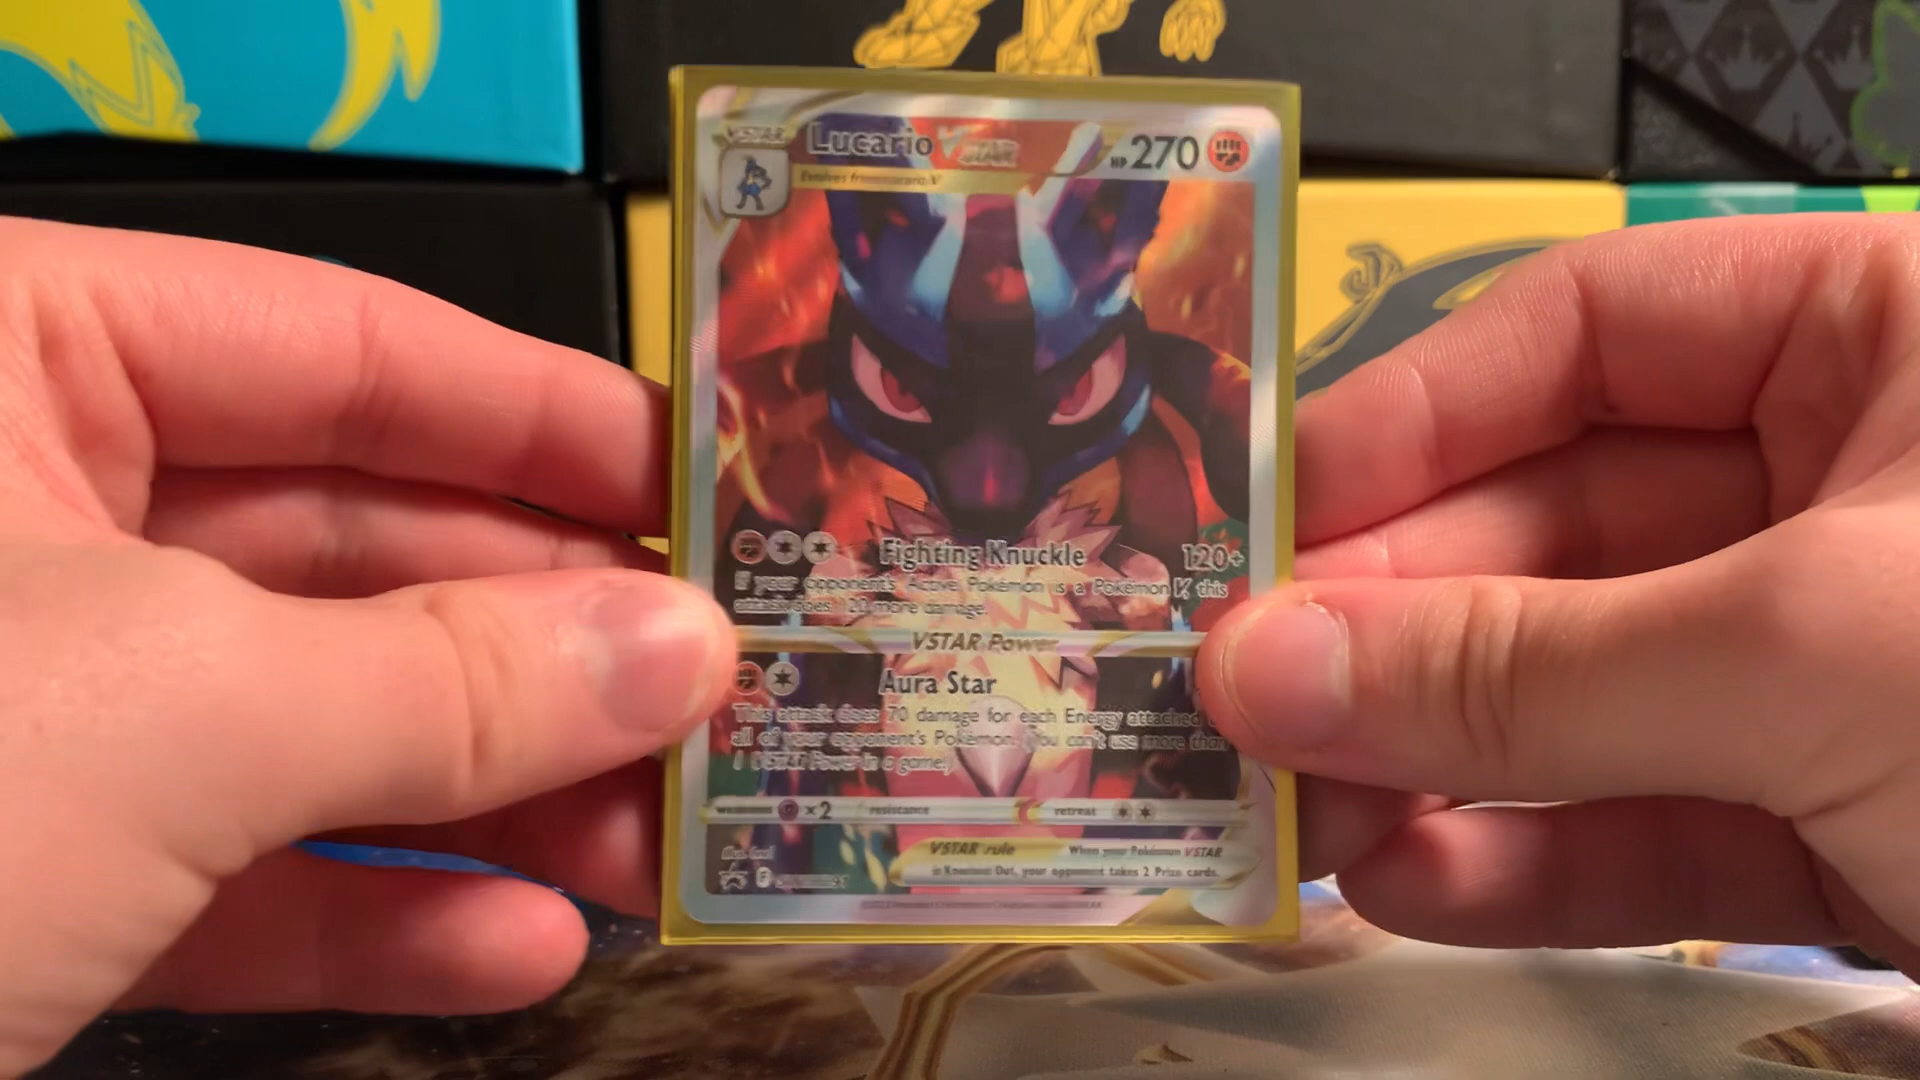 VSTAR
Lucario VSTAR HP 270
Evolves from Lucario V
Fighting Knuckle 120+
If your opponent's Active Pokémon is a Pokémon V, this
attack does 120 more damage.
VSTAR Power
Aura Star
This attack does 70 damage for each Energy attached
all of your opponent's Pokémon. (You can't use more than
1 VSTAR Power in a game.)
weakness ×2 resistance retreat
VSTAR rule When your Pokémon VSTAR
is Knocked Out, your opponent takes 2 Prize cards.
Illus.
F